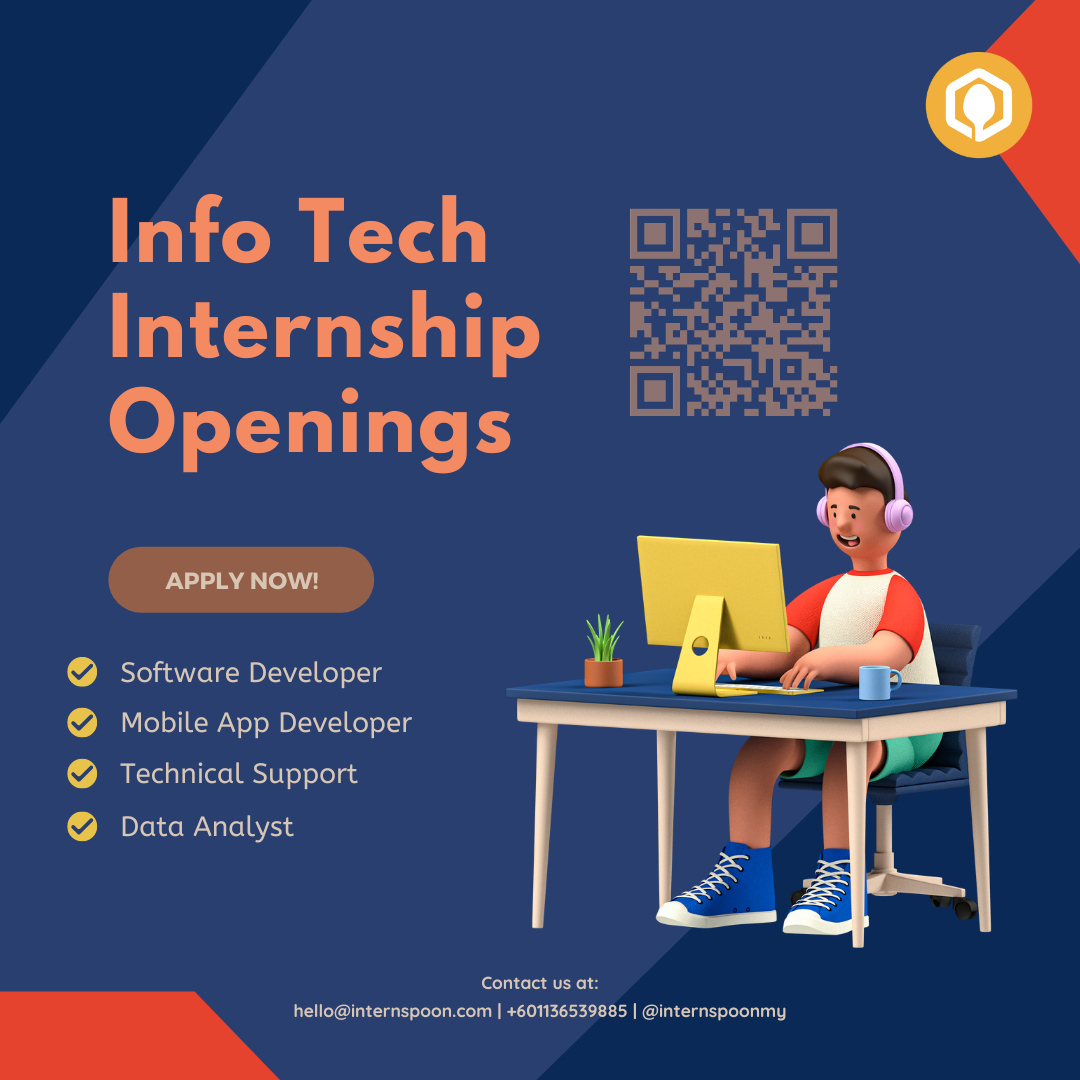 Info Tech
Internship
Openings
APPLY NOW!
Software Developer
Mobile App Developer
Technical Support
Data Analyst
Contact us at:
hello@internspoon.com | +601136539885 | @internspoonmy